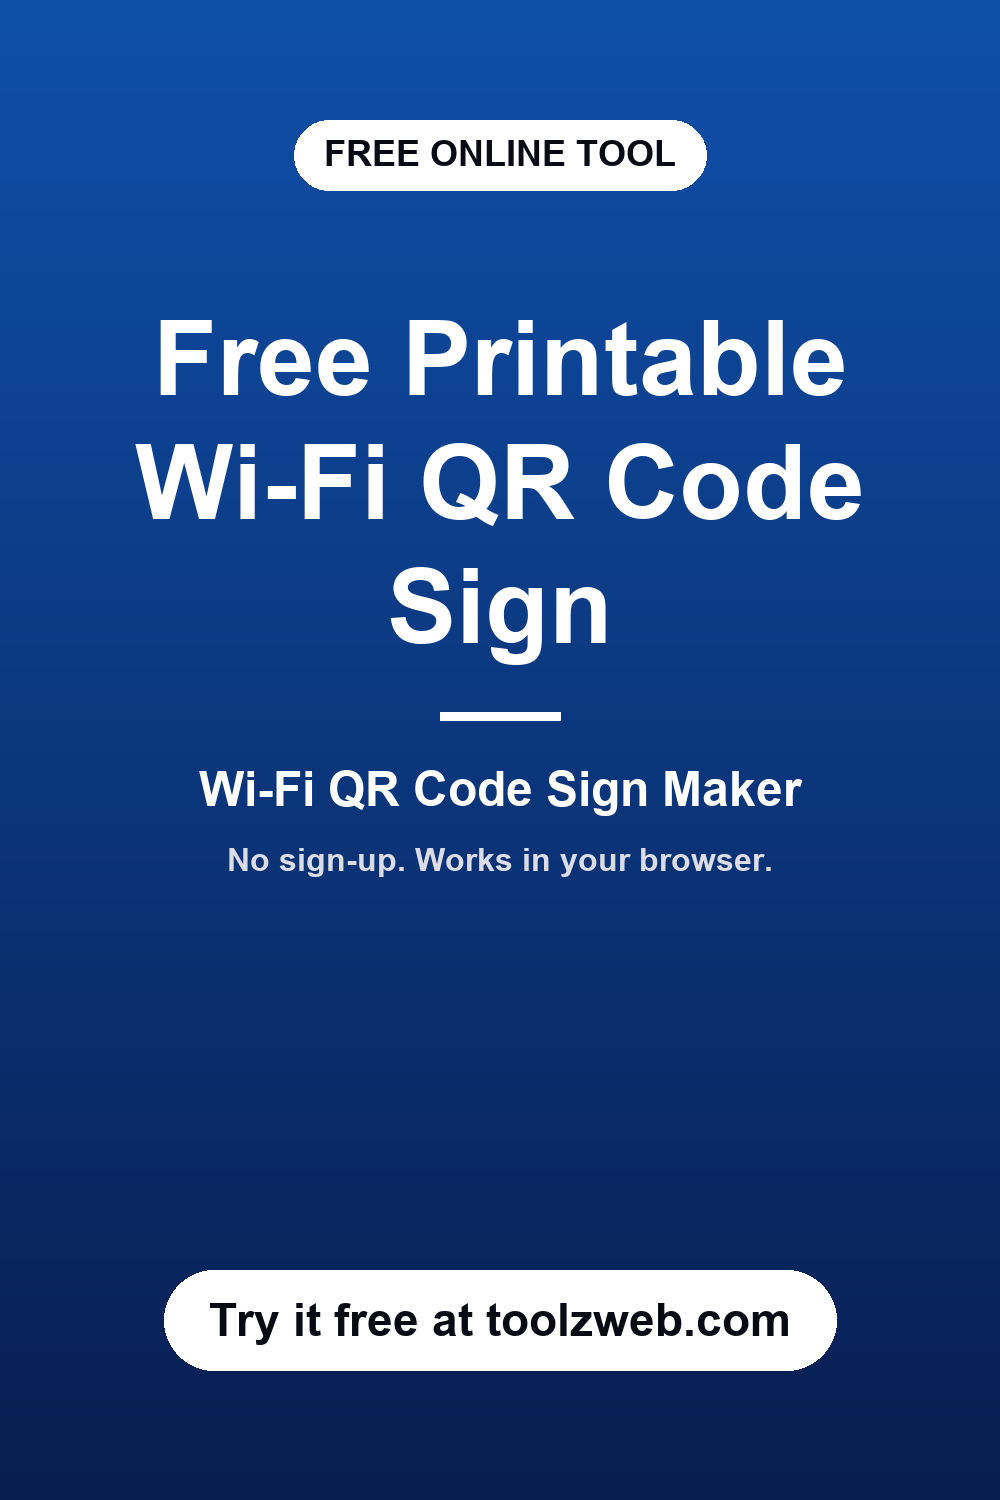 FREE ONLINE TOOL
Free Printable
Wi-Fi QR Code
Sign
Wi-Fi QR Code Sign Maker
No sign-up. Works in your browser.
Try it free at toolzweb.com